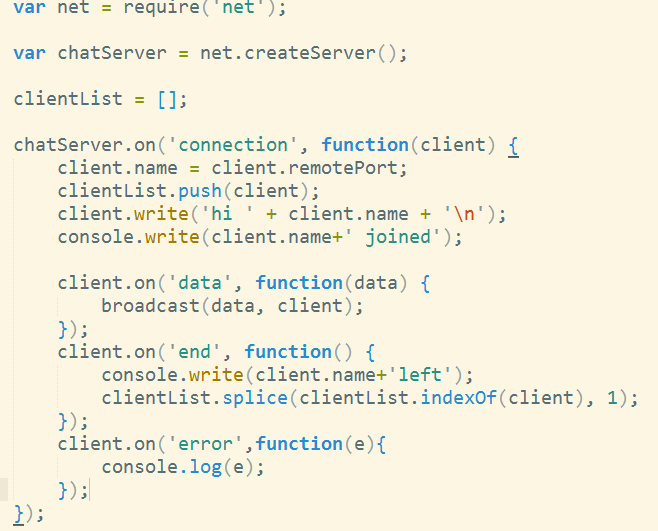 var net = require('net');
var chatServer = net.createServer();
clientList = [];
chatServer.on('connection', function(client) {
    client.name = client.remotePort;
    clientList.push(client);
    client.write('hi ' + client.name + '\n');
    console.write(client.name+' joined');
    client.on('data', function(data) {
        broadcast(data, client);
    });
    client.on('end', function() {
        console.write(client.name+'left');
        clientList.splice(clientList.indexOf(client), 1);
    });
    client.on('error',function(e){
        console.log(e);
    });
});